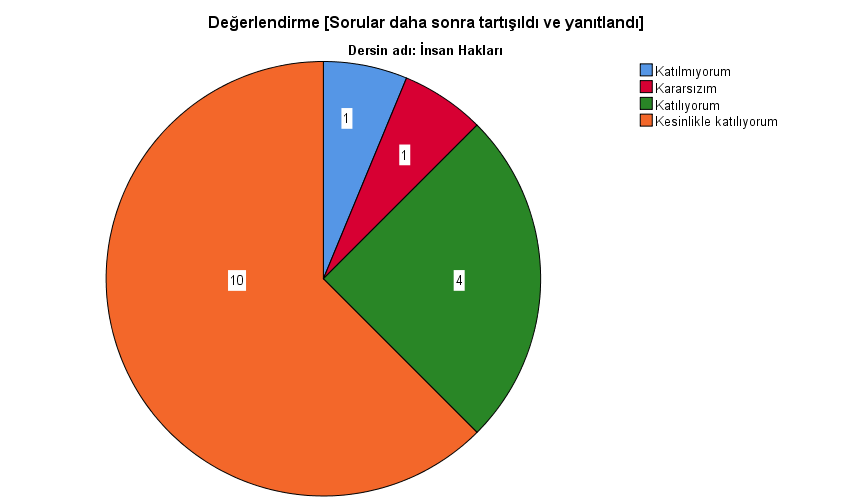 Değerlendirme [Sorular daha sonra tartışıldı ve yanıtlandı]
Dersin adı: İnsan Hakları
Katılmıyorum
Kararsızım
Katılıyorum
Kesinlikle katılıyorum
1
1
4
10